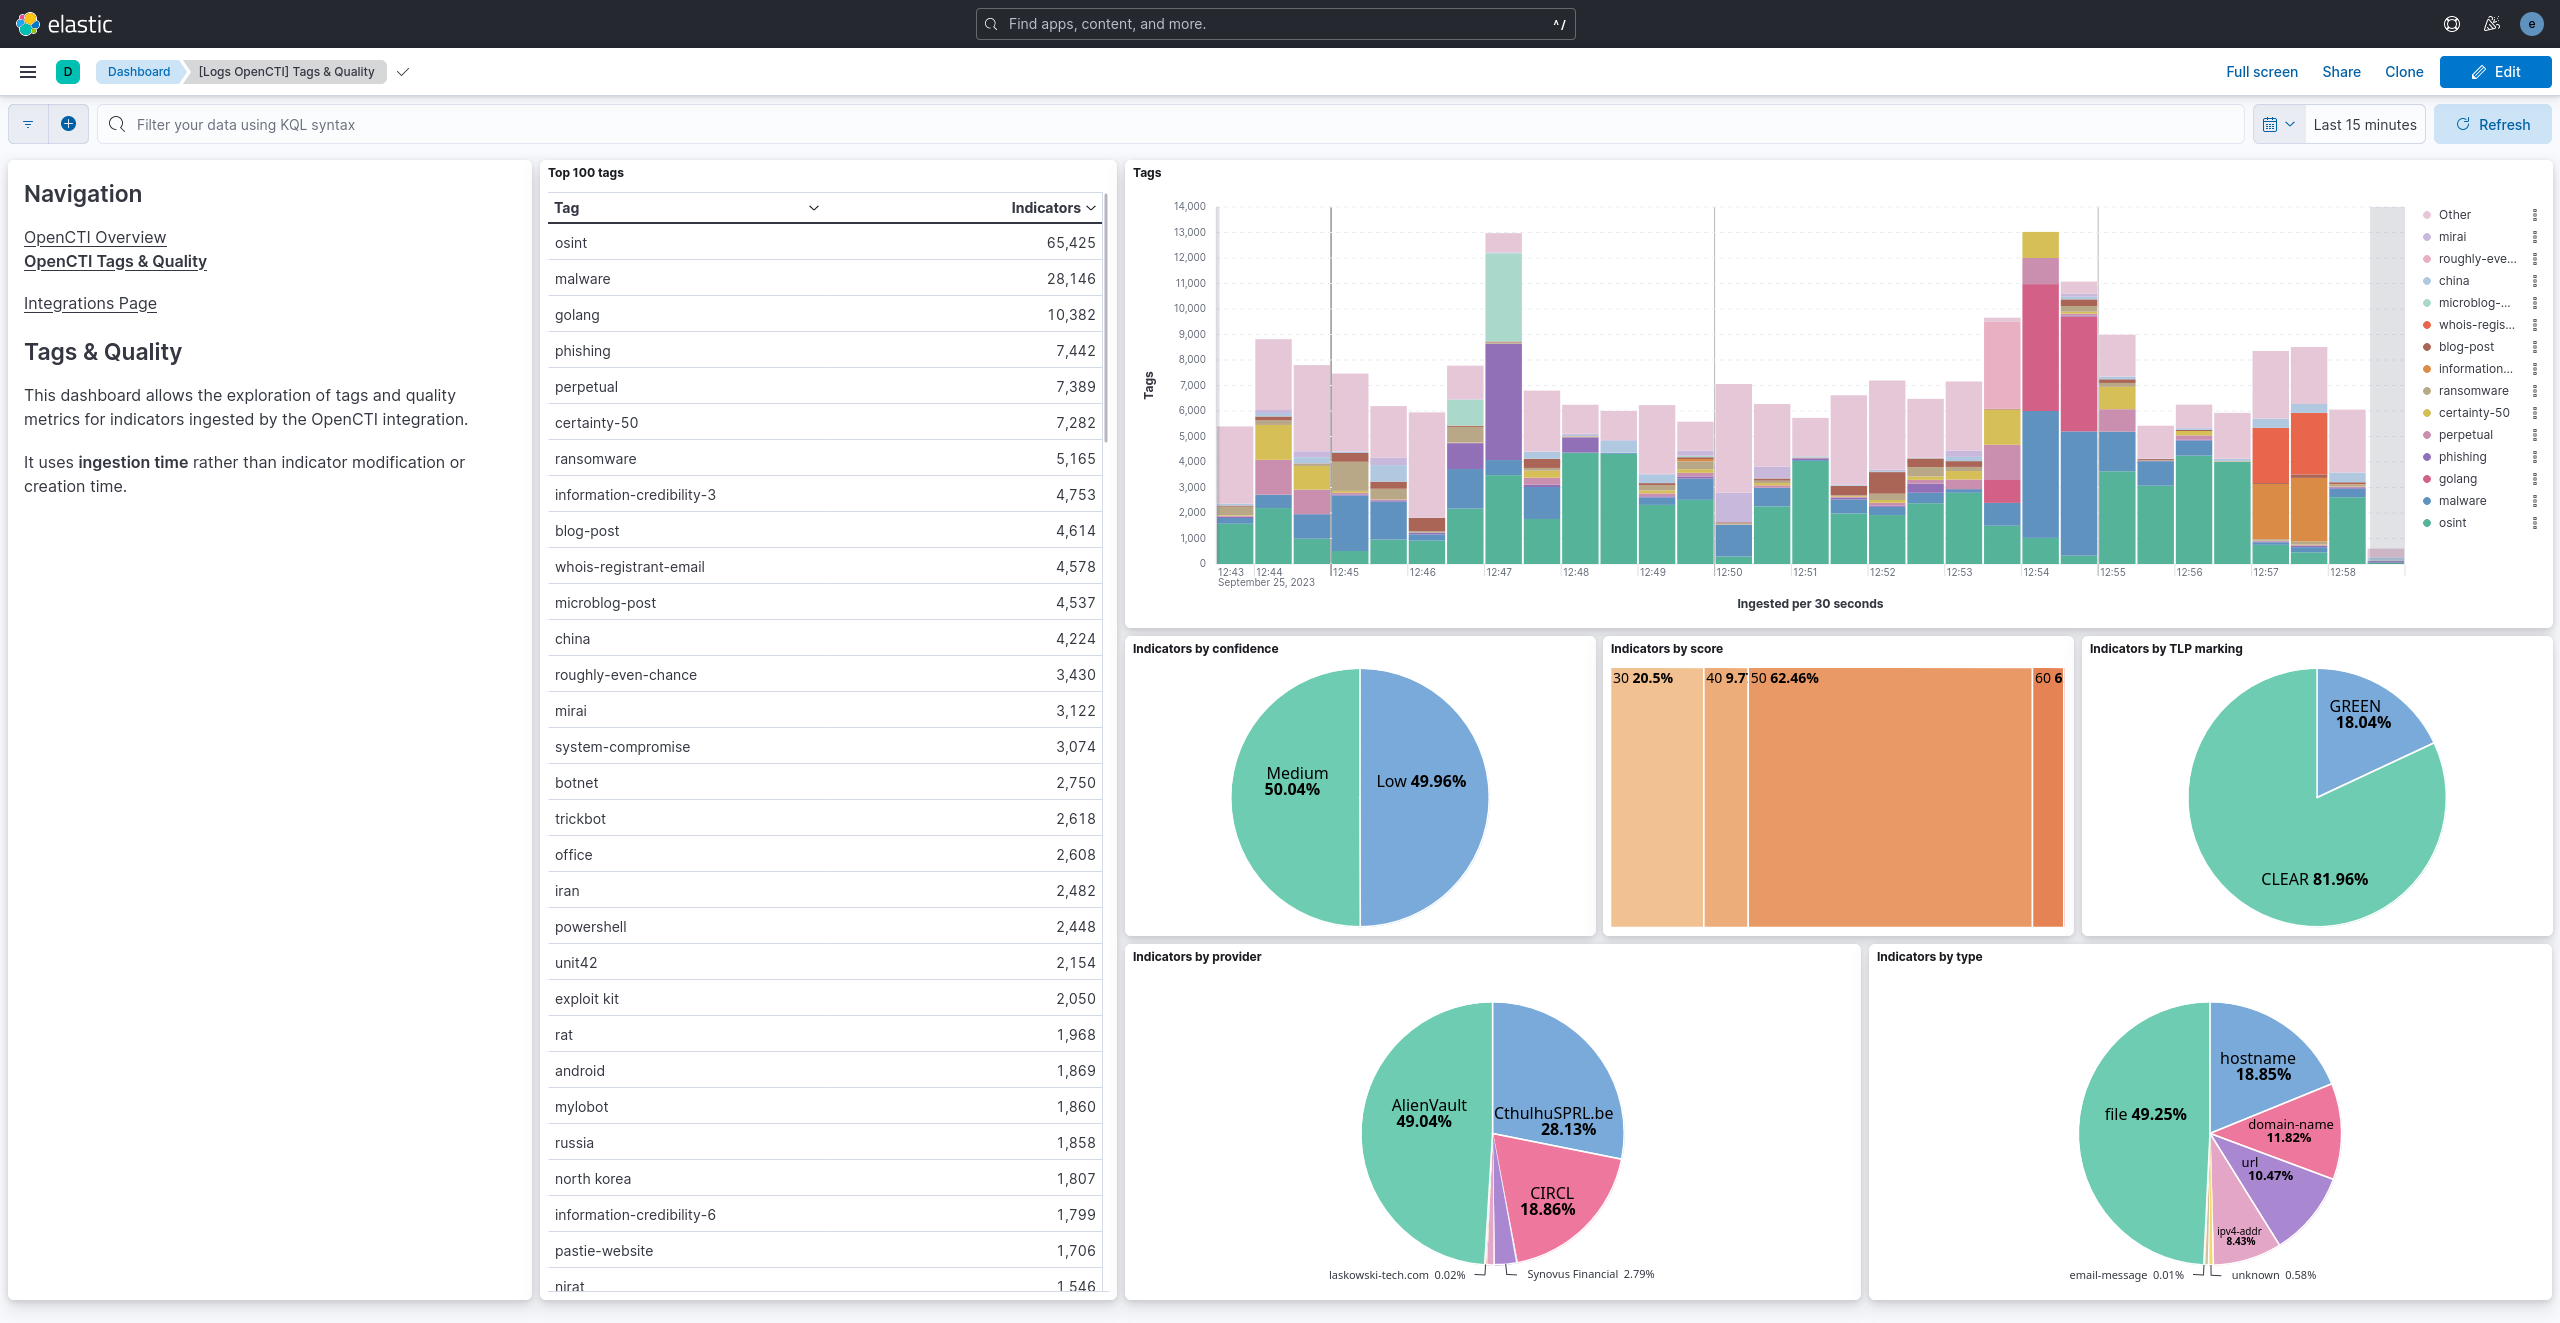 elastic
Find apps, content, and more.
^/
e
D
Dashboard
[Logs OpenCTI] Tags & Quality
Full screen
Share
Clone
Edit
Filter your data using KQL syntax
Last 15 minutes
Refresh
Navigation
OpenCTI Overview
OpenCTI Tags & Quality
Integrations Page
Tags & Quality
This dashboard allows the exploration of tags and quality
metrics for indicators ingested by the OpenCTI integration.
It uses ingestion time rather than indicator modification or
creation time.
Top 100 tags
Tag Indicators
osint 65,425
malware 28,146
golang 10,382
phishing 7,442
perpetual 7,389
certainty-50 7,282
ransomware 5,165
information-credibility-3 4,753
blog-post 4,614
whois-registrant-email 4,578
microblog-post 4,537
china 4,224
roughly-even-chance 3,430
mirai 3,122
system-compromise 3,074
botnet 2,750
trickbot 2,618
office 2,608
iran 2,482
powershell 2,448
unit42 2,154
exploit kit 2,050
rat 1,968
android 1,869
mylobot 1,860
russia 1,858
north korea 1,807
information-credibility-6 1,799
pastie-website 1,706
njrat 1,546
Tags
Tags
14,000
13,000
12,000
11,000
10,000
9,000
8,000
7,000
6,000
5,000
4,000
3,000
2,000
1,000
0
12:43 12:44 12:45 12:46 12:47 12:48 12:49 12:50 12:51 12:52 12:53 12:54 12:55 12:56 12:57 12:58
September 25, 2023
Ingested per 30 seconds
Other
mirai
roughly-eve...
china
microblog-...
whois-regis...
blog-post
information...
ransomware
certainty-50
perpetual
phishing
golang
malware
osint
Indicators by confidence
Medium
50.04%
Low 49.96%
Indicators by score
30 20.5%
40 9.7
50 62.46%
60 6
Indicators by TLP marking
GREEN
18.04%
CLEAR 81.96%
Indicators by provider
AlienVault
49.04%
CthulhuSPRL.be
28.13%
CIRCL
18.86%
laskowski-tech.com 0.02%
Synovus Financial 2.79%
Indicators by type
hostname
18.85%
file 49.25%
domain-name
11.82%
url
10.47%
ipv4-addr
8.43%
email-message 0.01%
unknown 0.58%